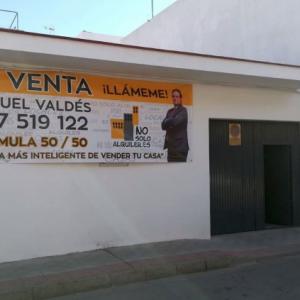 VENTA
¡LLÁMEME!
UEL VALDÉS
7 519 122
MULA 50 / 50
A MÁS INTELIGENTE DE VENDER TU CASA"
NO
SOLO
ALQUILERES